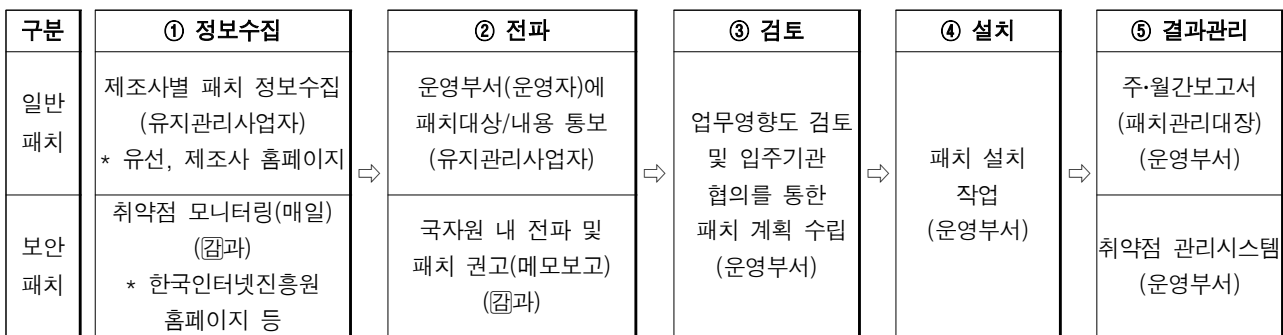 구분
① 정보수집
② 전파
③ 검토
④ 설치
⑤ 결과관리
일반
패치
제조사별 패치 정보수집
(유지관리사업자)
* 유선, 제조사 홈페이지
⇨
운영부서(운영자)에
패치대상/내용 통보
(유지관리사업자)
⇨
업무영향도 검토
및 입주기관
협의를 통한
패치 계획 수립
(운영부서)
⇨
패치 설치
작업
(운영부서)
⇨
주·월간보고서
(패치관리대장)
(운영부서)
보안
패치
취약점 모니터링(매일)
(감과)
* 한국인터넷진흥원
홈페이지 등
국자원 내 전파 및
패치 권고(메모보고)
(감과)
취약점 관리시스템
(운영부서)